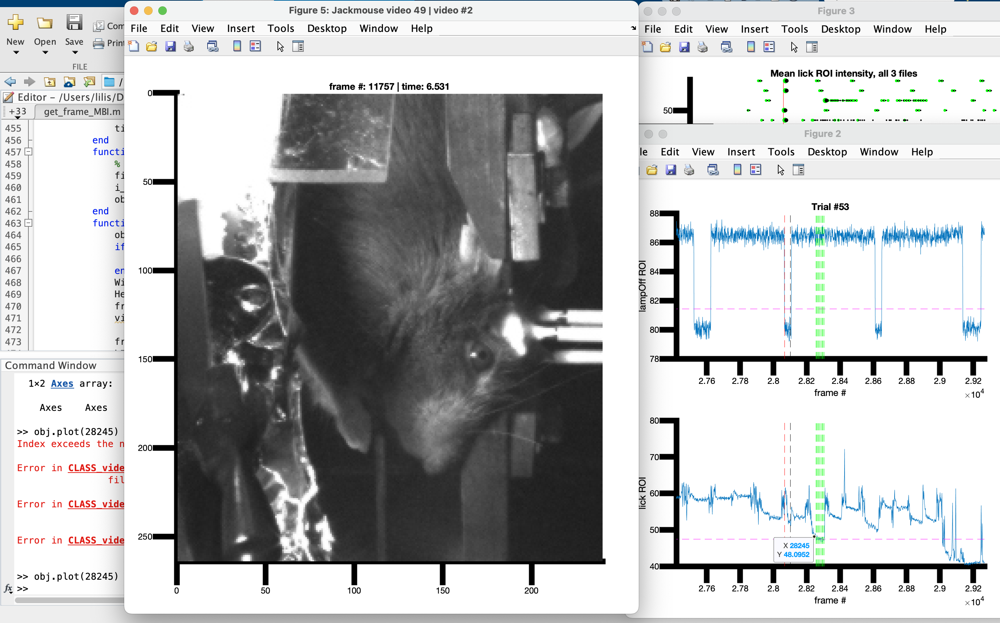 New
Open
Save
Com
Print
FILE
/
Editor – /Users/lilis/D
+33
get_frame_MBI.m
455 ti
456 end
457 functi
458 %
459 fi
460 i_
461 ob
462 end
463 functi
464 ob
465 if
466
467 en
468 Wi
469 He
470 fr
471 vi
472
473 fr
Command Window
1×2 Axes array:
Axes Axes
>> obj.plot(28245)
Index exceeds the n
Error in CLASS_vide
fil
Error in CLASS_vide
Error in CLASS_vide
>> obj.plot(28245)
fx >>
Figure 5: Jackmouse video 49 | video #2
File Edit View Insert Tools Desktop Window Help
frame #: 11757 | time: 6.531
0
50
100
150
200
250
0 50 100 150 200
Figure 3
File Edit View Insert Tools Desktop Window Help
Mean lick ROI intensity, all 3 files
50
Figure 2
le Edit View Insert Tools Desktop Window Help
Trial #53
lampOff ROI
88
86
84
82
80
78
2.76 2.78 2.8 2.82 2.84 2.86 2.88 2.9 2.92
frame #
×10⁴
lick ROI
80
70
60
50
40
X 28245
Y 48.0952
2.76 2.78 2.8 2.82 2.84 2.86 2.88 2.9 2.92
frame #
×10⁴